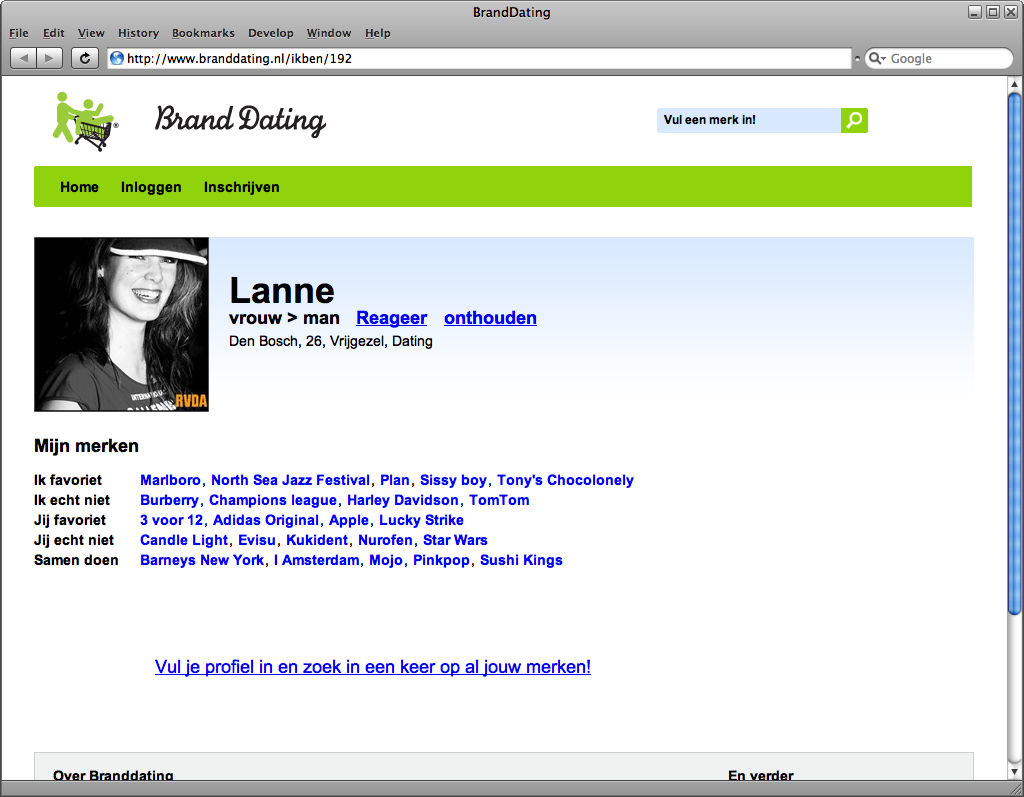 BrandDating
File Edit View History Bookmarks Develop Window Help
http://www.branddating.nl/ikben/192
Google
Brand Dating
Vul een merk in!
Home Inloggen Inschrijven
Lanne
vrouw > man Reageer onthouden
Den Bosch, 26, Vrijgezel, Dating
RVDA
Mijn merken
Ik favoriet Marlboro, North Sea Jazz Festival, Plan, Sissy boy, Tony's Chocolonely
Ik echt niet Burberry, Champions league, Harley Davidson, TomTom
Jij favoriet 3 voor 12, Adidas Original, Apple, Lucky Strike
Jij echt niet Candle Light, Evisu, Kukident, Nurofen, Star Wars
Samen doen Barneys New York, I Amsterdam, Mojo, Pinkpop, Sushi Kings
Vul je profiel in en zoek in een keer op al jouw merken!
Over Branddating En verder